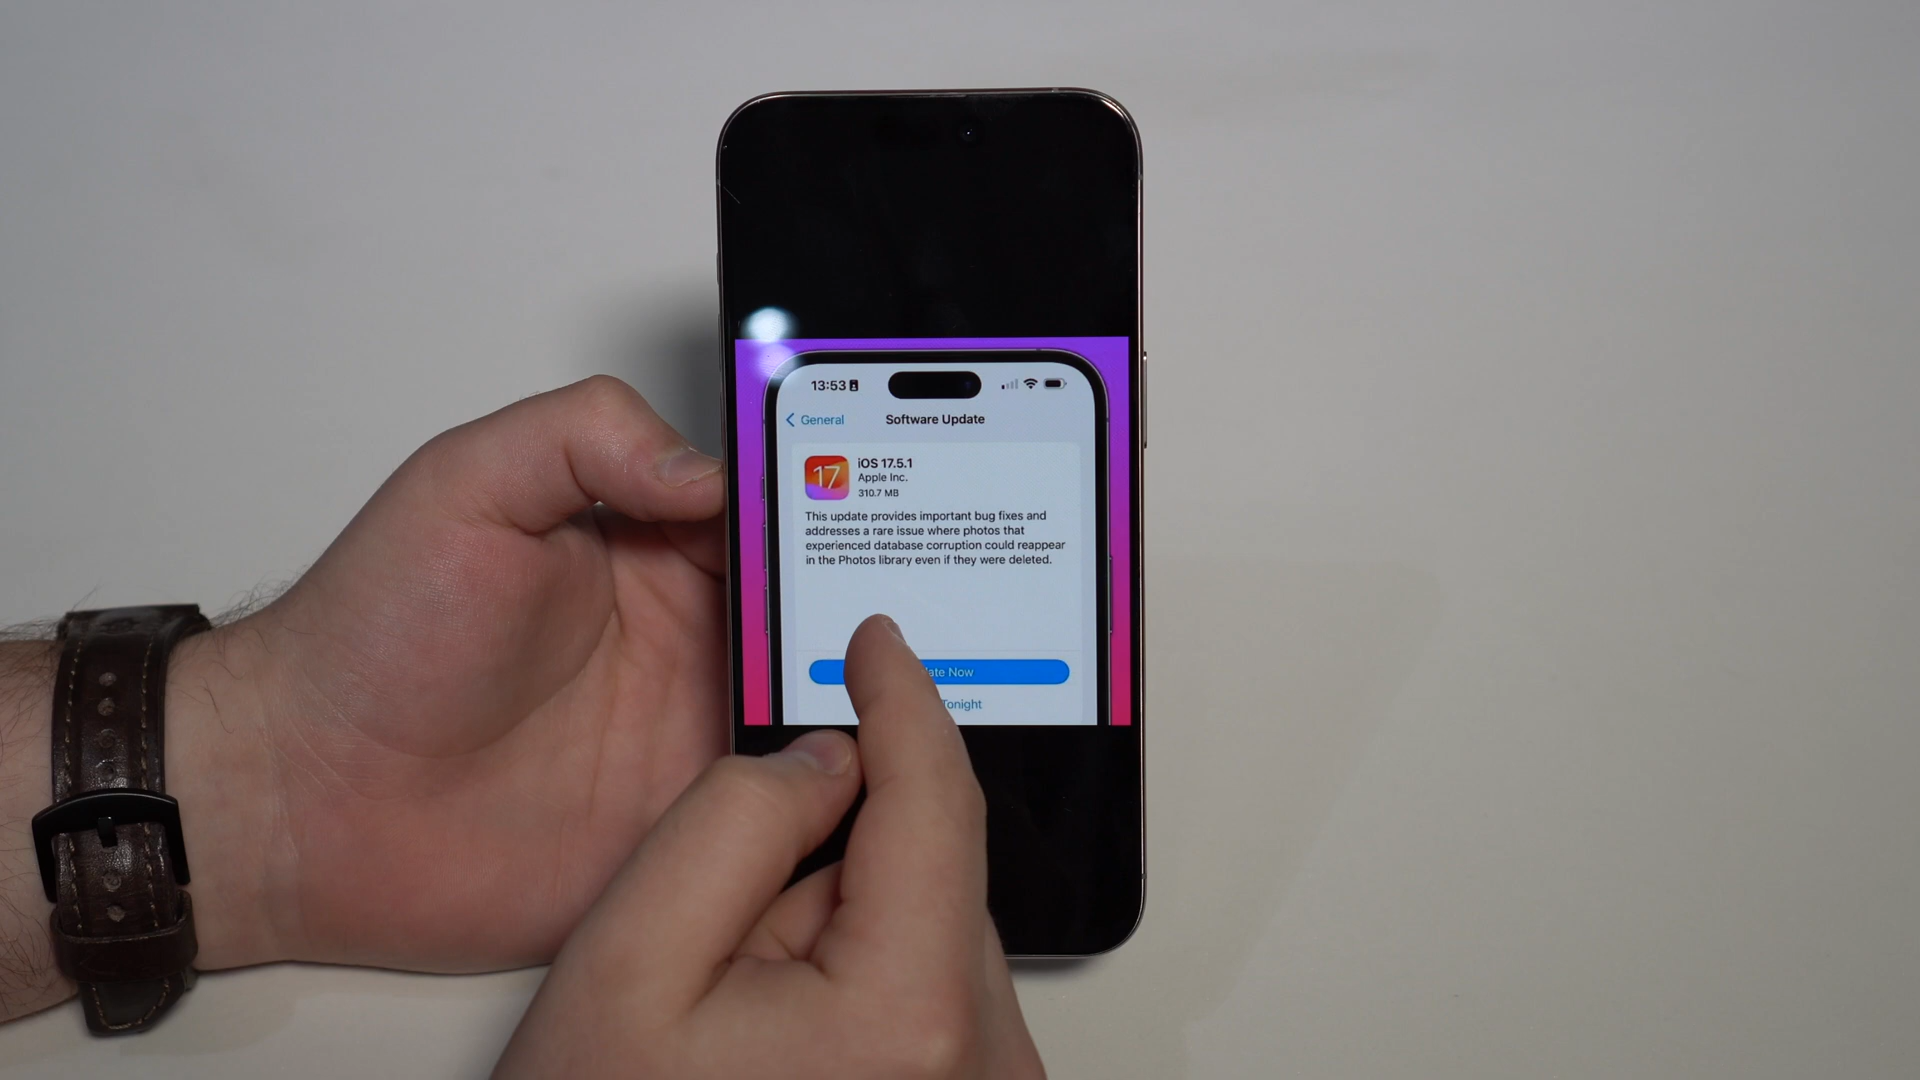 13:53
General
Software Update
17
iOS 17.5.1
Apple Inc.
310.7 MB
This update provides important bug fixes and
addresses a rare issue where photos that
experienced database corruption could reappear
in the Photos library even if they were deleted.
Now
Tonight